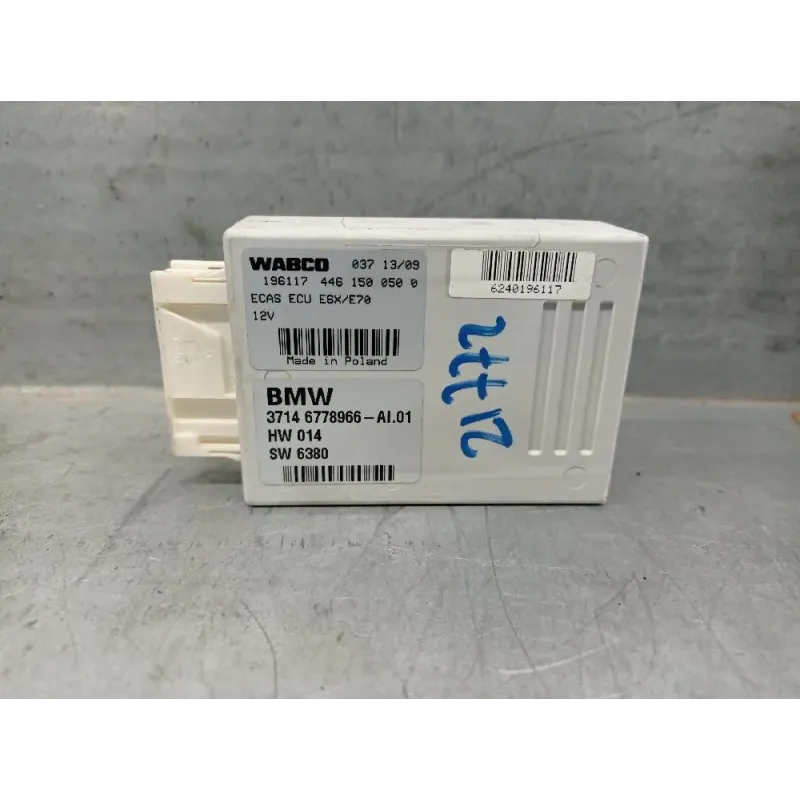 WABCO 037 13/09
196117 446 150 050 0
ECAS ECU E6X/E70
12V
Made in Poland
6240196117
BMW
3714 6778966-AI.01
HW 014
SW 6380